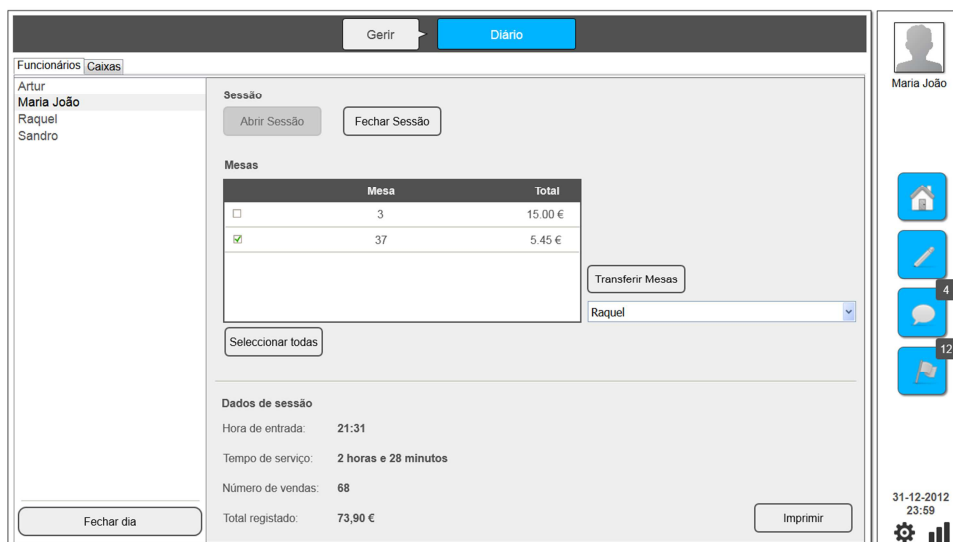 Gerir Diário
Funcionários Caixas
Artur
Maria João
Raquel
Sandro
Fechar dia
Sessão
Abrir Sessão Fechar Sessão
Mesas
Mesa Total
3 15.00 €
37 5.45 €
Transferir Mesas
Raquel
Seleccionar todas
Dados de sessão
Hora de entrada: 21:31
Tempo de serviço: 2 horas e 28 minutos
Número de vendas: 68
Total registado: 73,90 €
Imprimir
Maria João
4
12
31-12-2012
23:59